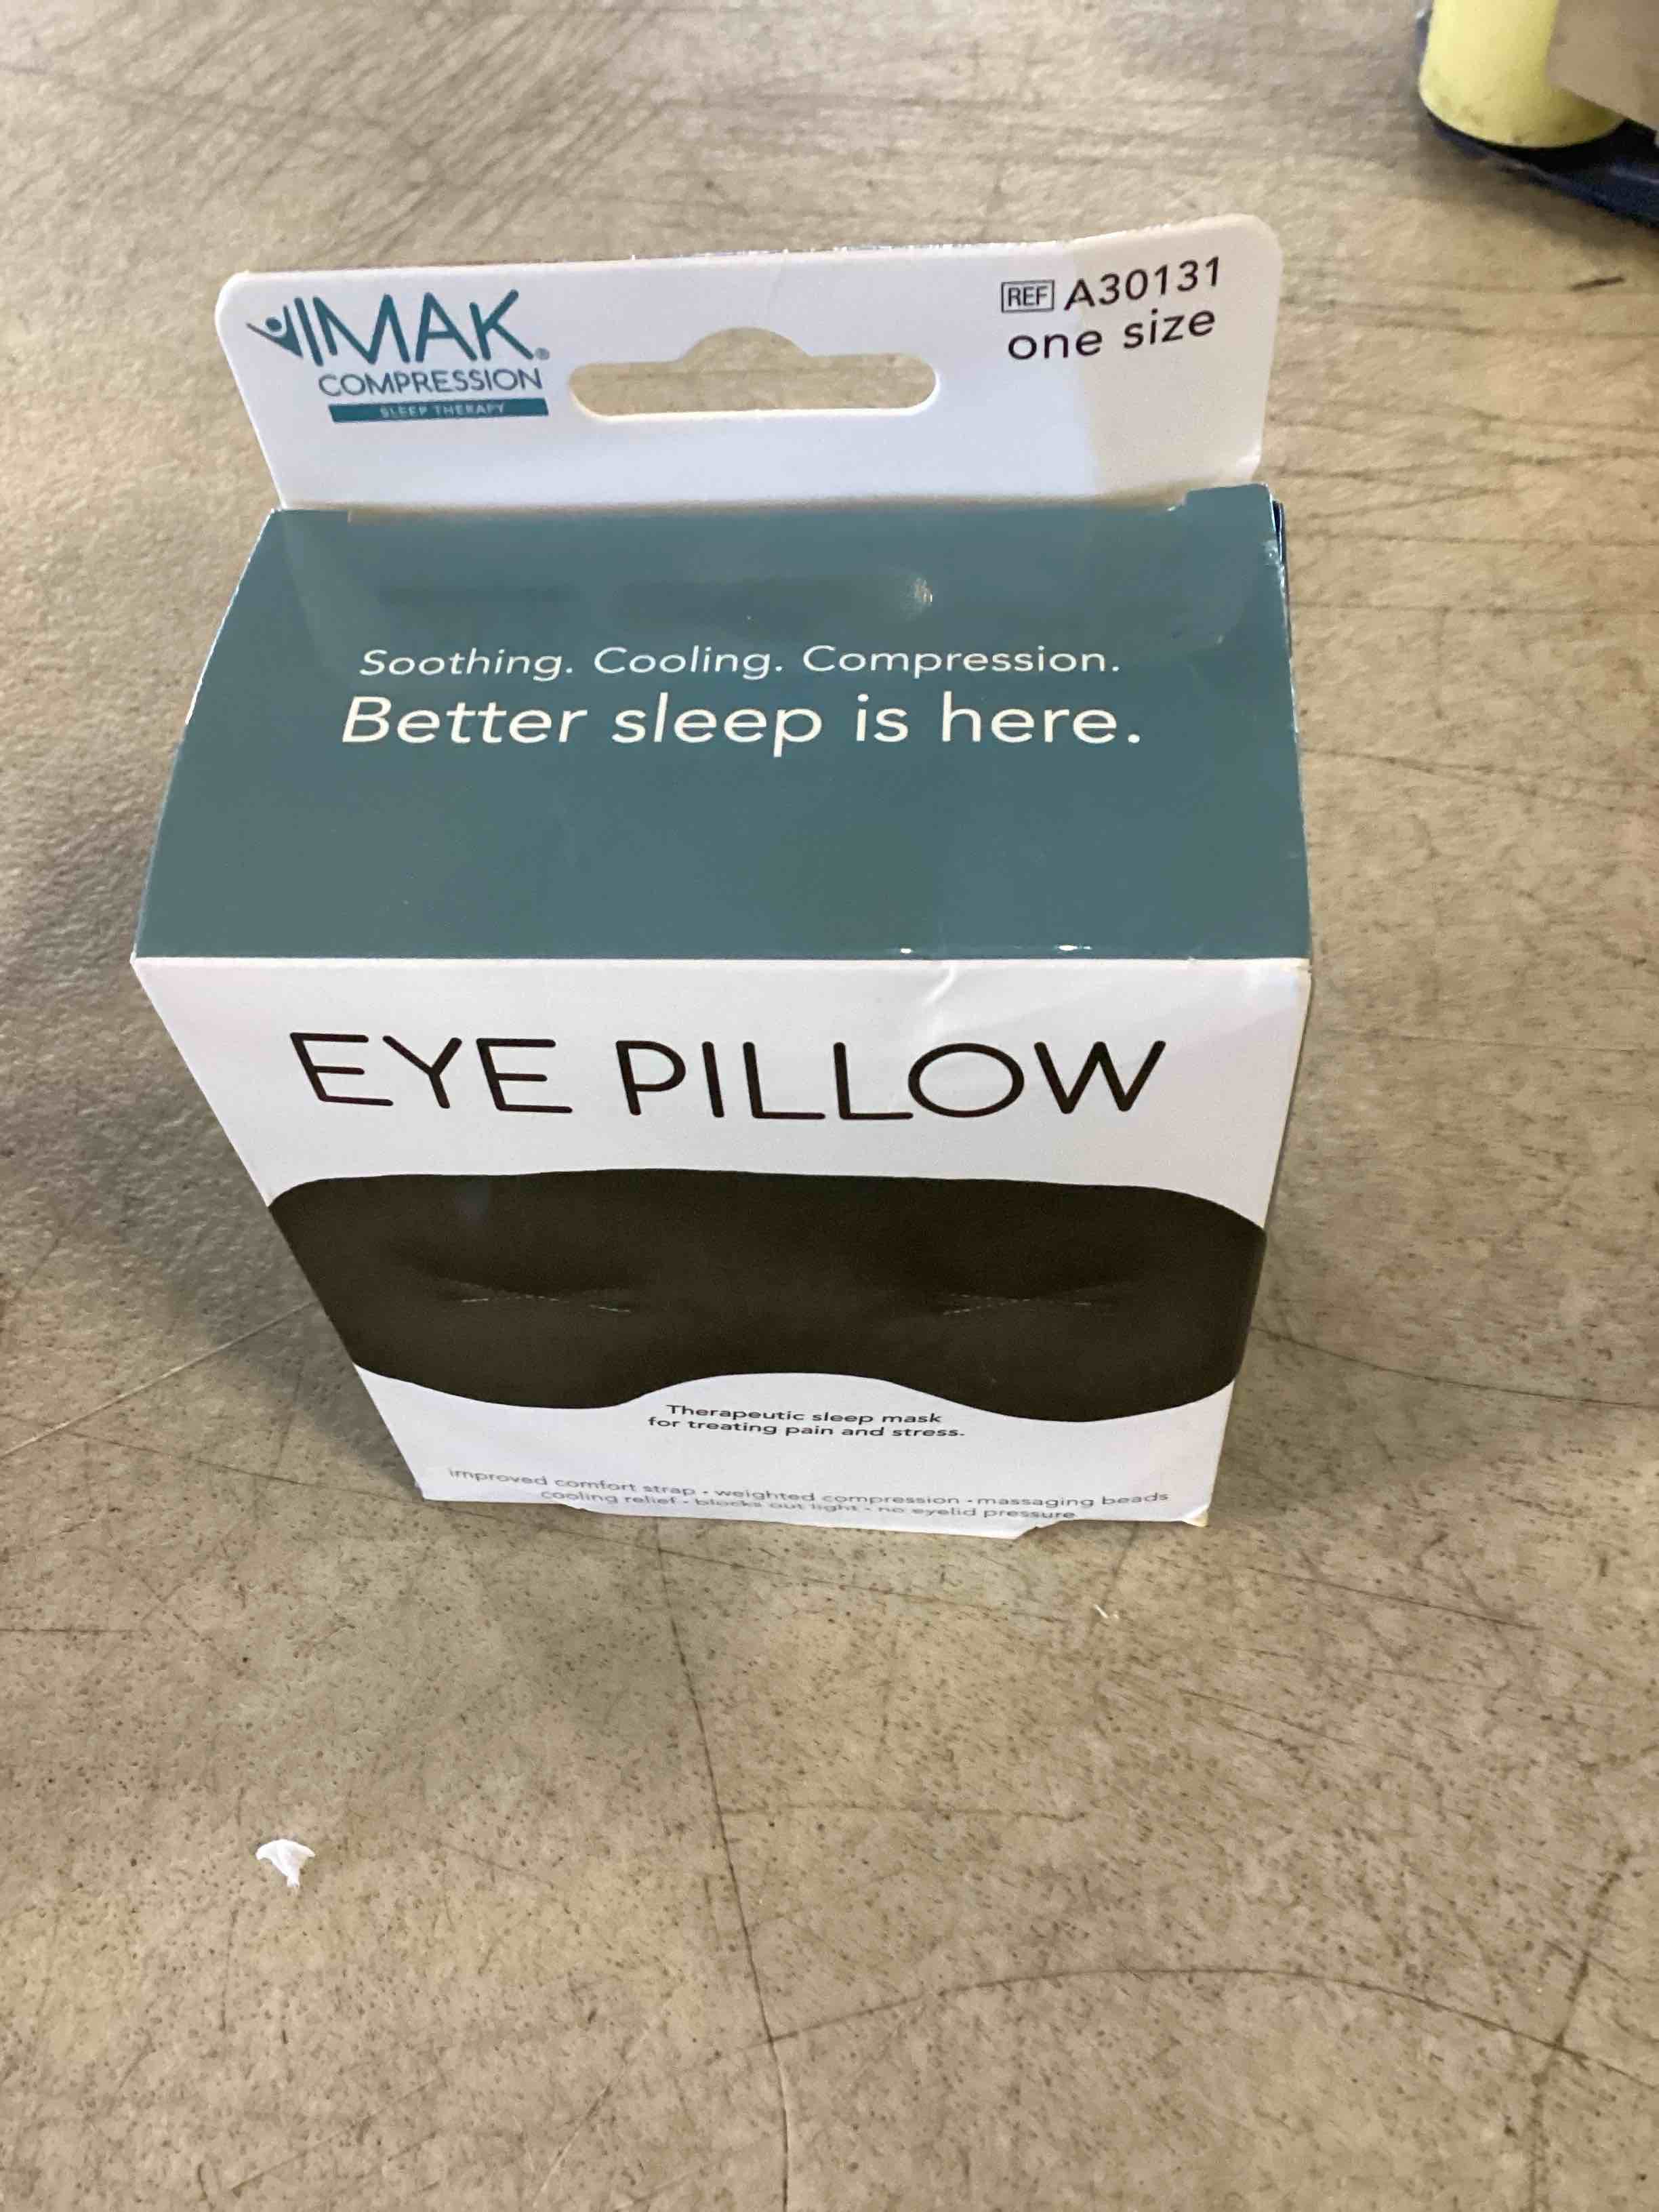 IMAK®
COMPRESSION
SLEEP THERAPY
REF A30131
one size
Soothing. Cooling. Compression.
Better sleep is here.
EYE PILLOW
Therapeutic sleep mask
for treating pain and stress.
improved comfort strap • weighted compression • massaging beads
cooling relief • blocks out light • no eyelid pressure